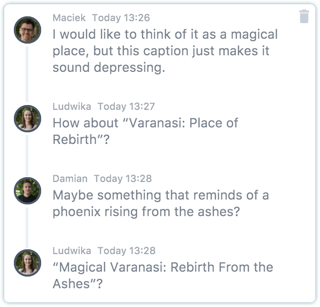 Maciek Today 13:26
I would like to think of it as a magical
place, but this caption just makes it
sound depressing.
Ludwika Today 13:27
How about “Varanasi: Place of
Rebirth”?
Damian Today 13:28
Maybe something that reminds of a
phoenix rising from the ashes?
Ludwika Today 13:28
“Magical Varanasi: Rebirth From the
Ashes”?